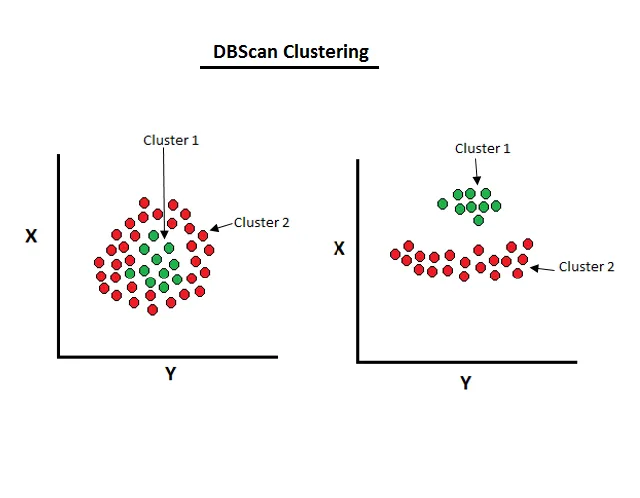 DBScan Clustering
Cluster 1
Cluster 2
X
Y
Cluster 1
Cluster 2
X
Y